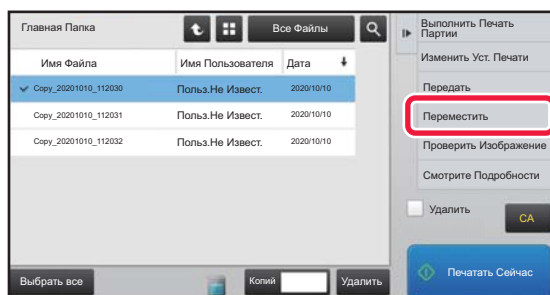 Главная Папка
Все Файлы
Имя Файла
Имя Пользователя
Дата
Copy_20201010_112030
Польз.Не Извест.
2020/10/10
Copy_20201010_112031
Польз.Не Извест.
2020/10/10
Copy_20201010_112032
Польз.Не Извест.
2020/10/10
Выбрать все
Копий
Удалить
Выполнить Печать
Партии
Изменить Уст. Печати
Передать
Переместить
Проверить Изображение
Смотрите Подробности
Удалить
CA
Печатать Сейчас